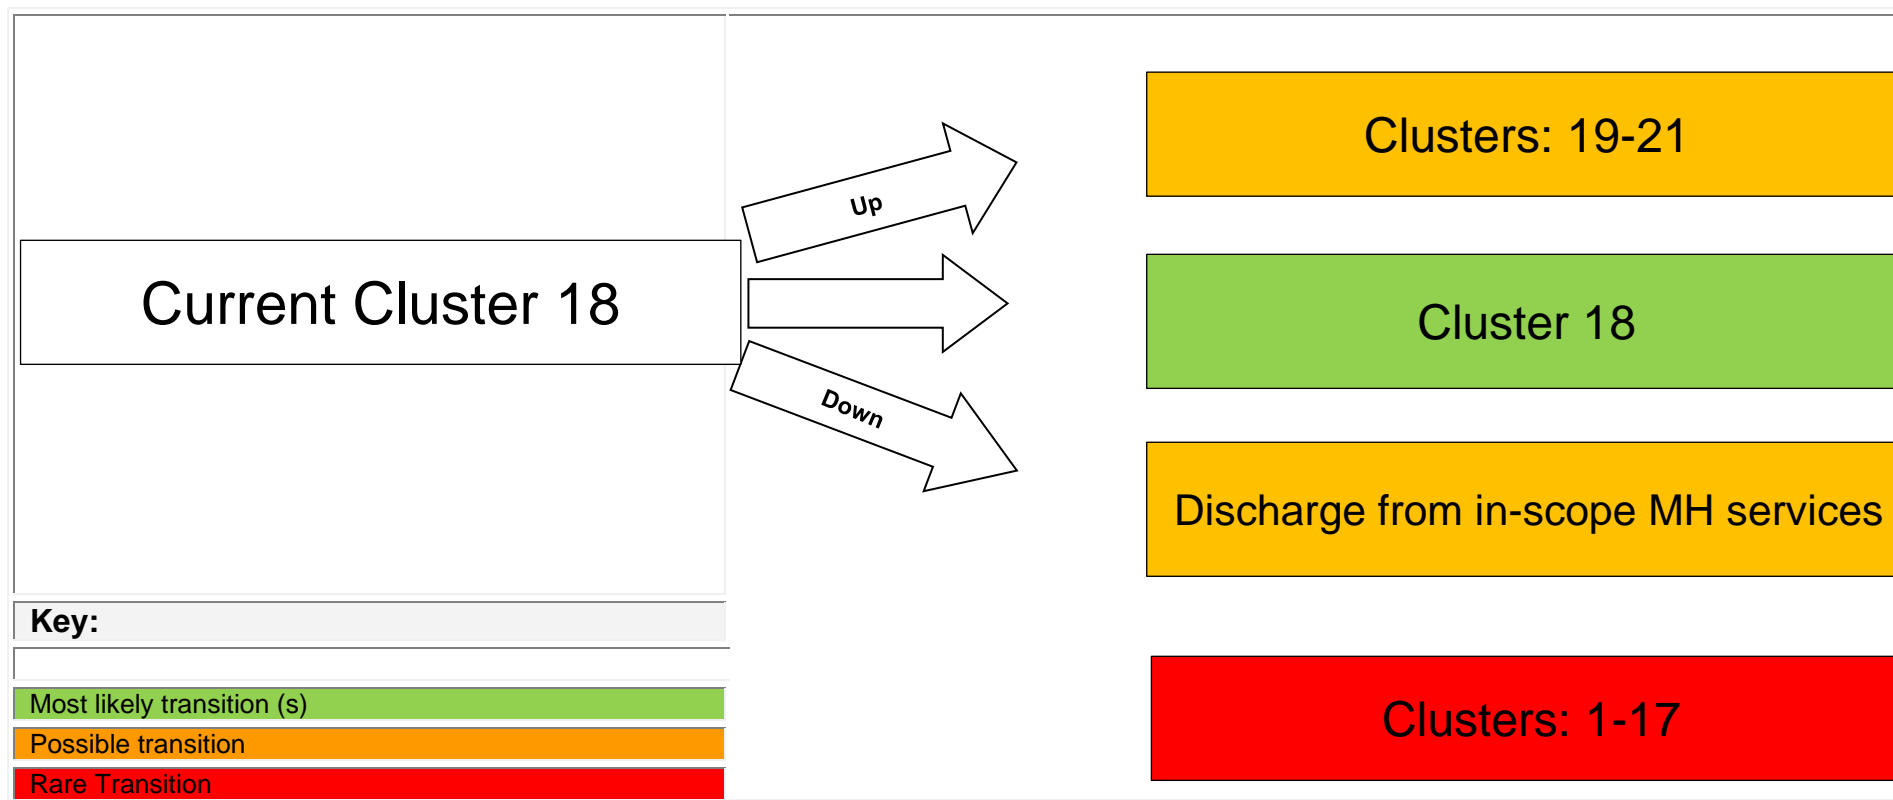 Clusters: 19-21
Up
Current Cluster 18
Cluster 18
Down
Discharge from in-scope MH services
Key:
Most likely transition (s)
Possible transition
Rare Transition
Clusters: 1-17